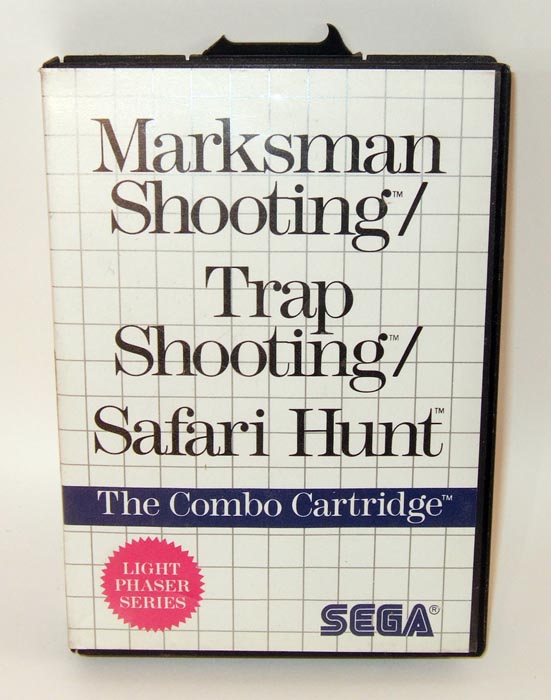 Marksman
Shooting™/
Trap
Shooting™/
Safari Hunt™
The Combo Cartridge™
LIGHT
PHASER
SERIES
SEGA®